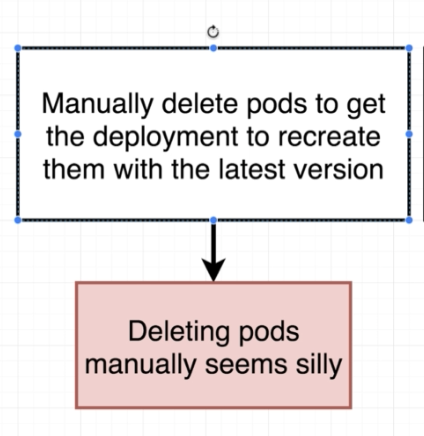 Manually delete pods to get
the deployment to recreate
them with the latest version
Deleting pods
manually seems silly